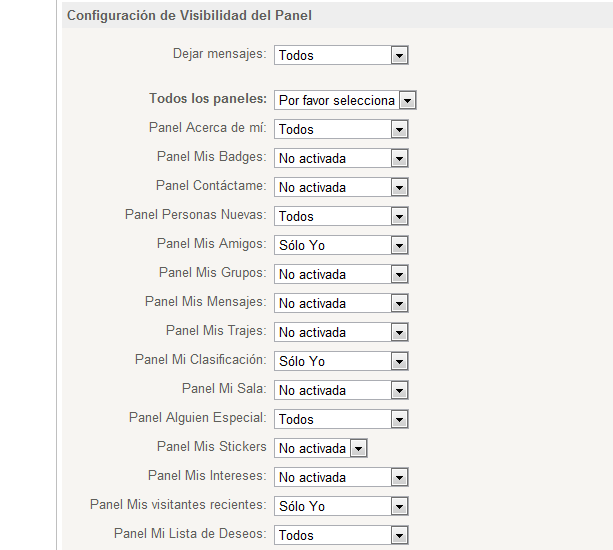 Configuración de Visibilidad del Panel
Dejar mensajes: Todos
Todos los paneles: Por favor selecciona
Panel Acerca de mí: Todos
Panel Mis Badges: No activada
Panel Contáctame: No activada
Panel Personas Nuevas: Todos
Panel Mis Amigos: Sólo Yo
Panel Mis Grupos: No activada
Panel Mis Mensajes: No activada
Panel Mis Trajes: No activada
Panel Mi Clasificación: Sólo Yo
Panel Mi Sala: No activada
Panel Alguien Especial: Todos
Panel Mis Stickers No activada
Panel Mis Intereses: No activada
Panel Mis visitantes recientes: Sólo Yo
Panel Mi Lista de Deseos: Todos